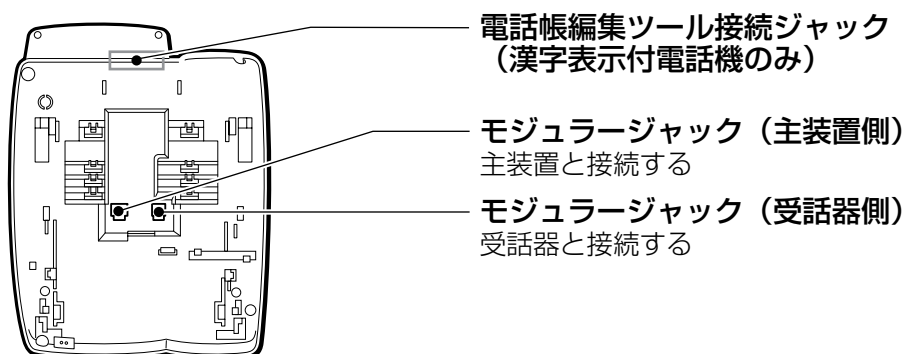 電話帳編集ツール接続ジャック
（漢字表示付電話機のみ）
モジュラージャック（主装置側）
主装置と接続する
モジュラージャック（受話器側）
受話器と接続する